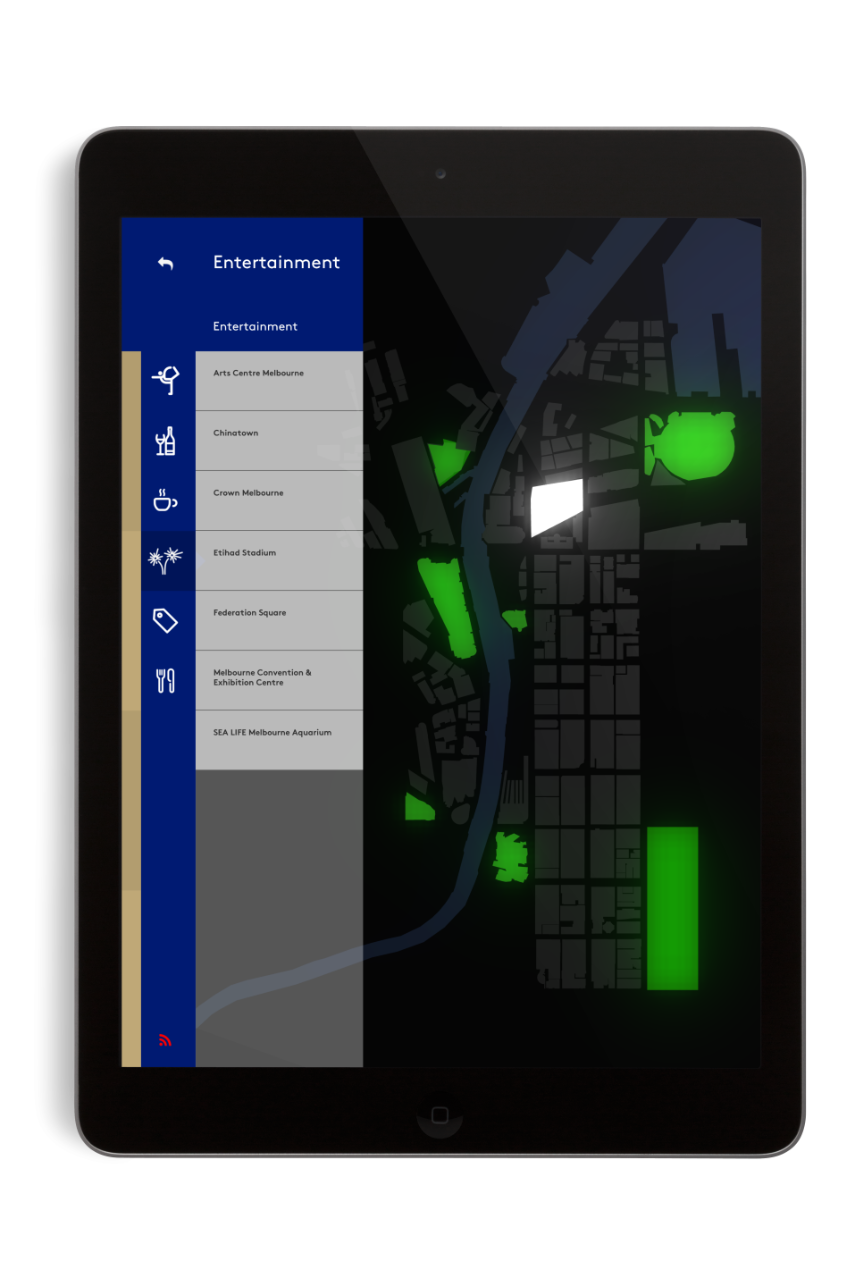 Entertainment
Entertainment
Arts Centre Melbourne
Chinatown
Crown Melbourne
Etihad Stadium
Federation Square
Melbourne Convention &
Exhibition Centre
SEA LIFE Melbourne Aquarium